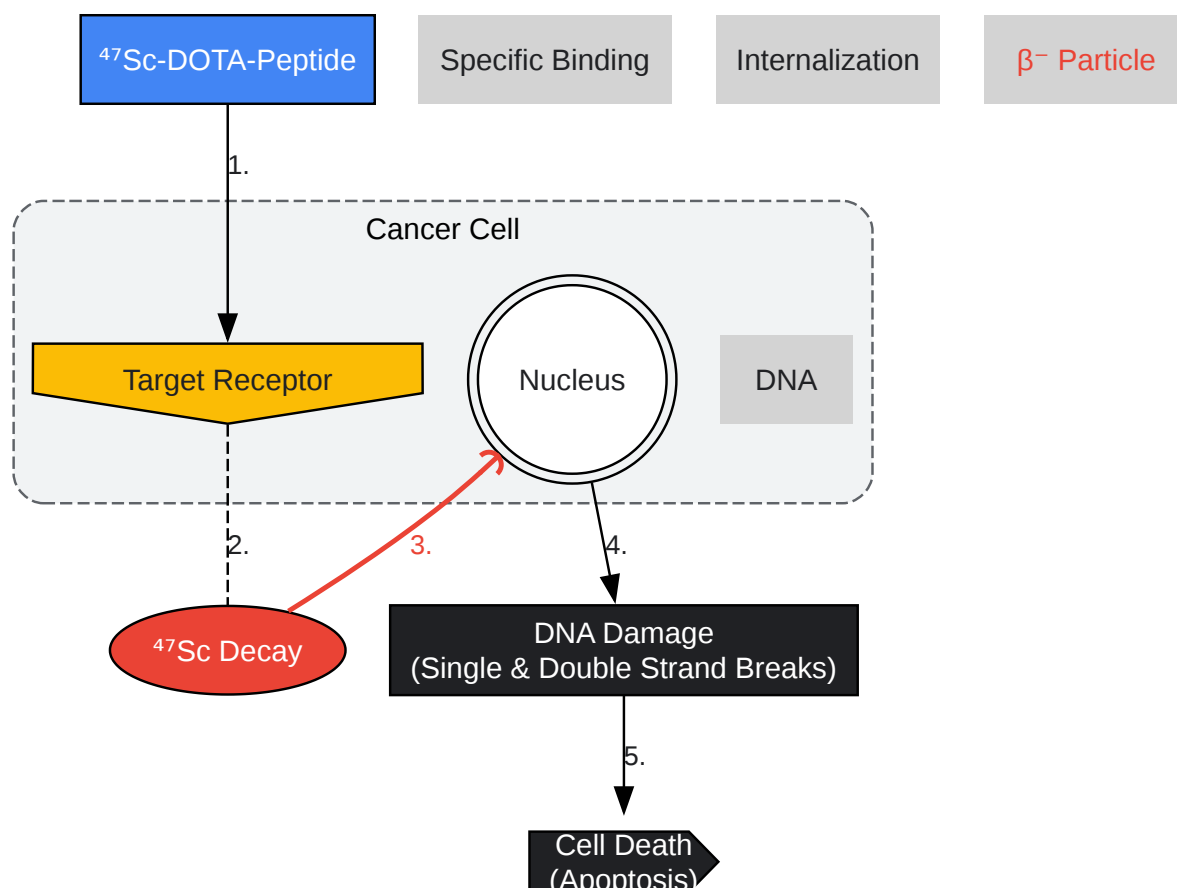 ⁴⁷Sc-DOTA-Peptide
Specific Binding
Internalization
β⁻ Particle
1.
Cancer Cell
Target Receptor
Nucleus
DNA
2.
3.
4.
⁴⁷Sc Decay
DNA Damage
(Single & Double Strand Breaks)
5.
Cell Death
(Apoptosis)